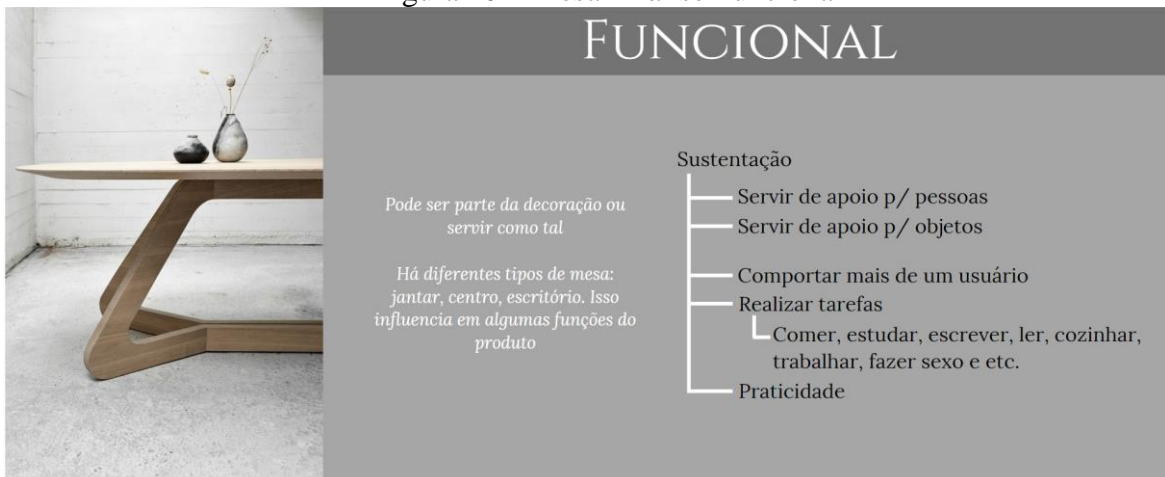 FUNCIONAL
Pode ser parte da decoração ou
servir como tal
Há diferentes tipos de mesa:
jantar, centro, escritório. Isso
influencia em algumas funções do
produto
Sustentação
Servir de apoio p/ pessoas
Servir de apoio p/ objetos
Comportar mais de um usuário
Realizar tarefas
Comer, estudar, escrever, ler, cozinhar,
trabalhar, fazer sexo e etc.
Praticidade